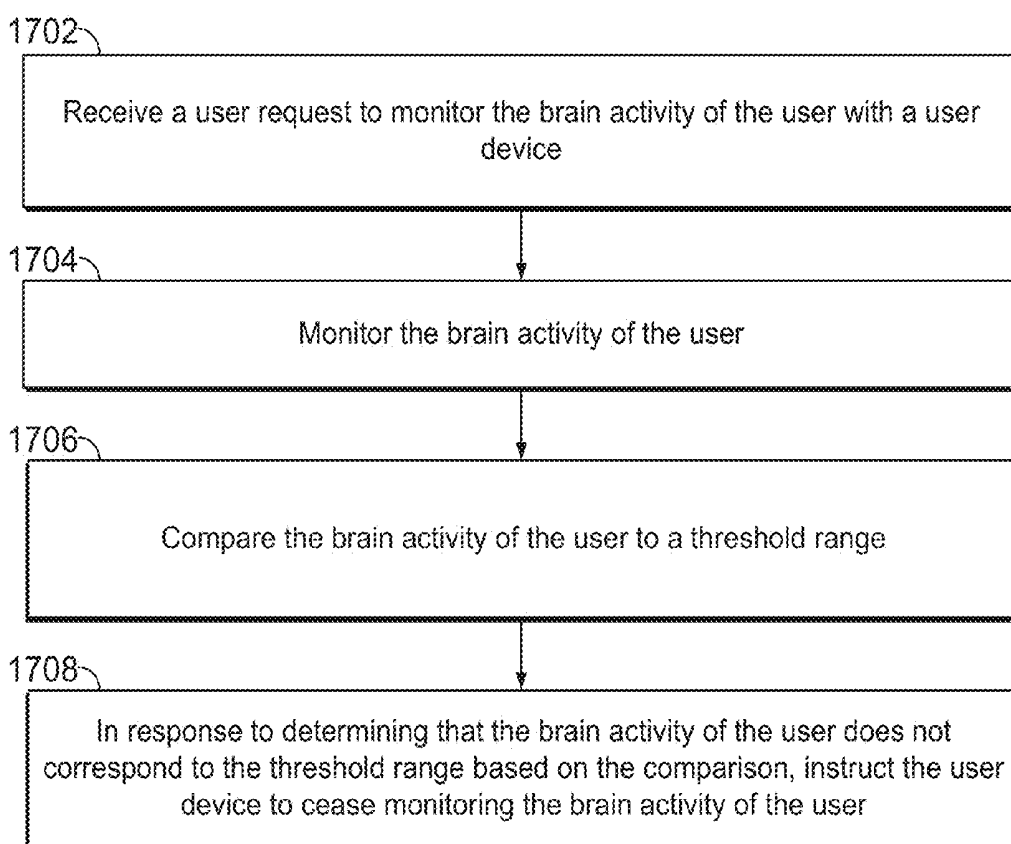 1702
Receive a user request to monitor the brain activity of the user with a user
device
1704
Monitor the brain activity of the user
1706
Compare the brain activity of the user to a threshold range
1708
In response to determining that the brain activity of the user does not
correspond to the threshold range based on the comparison, instruct the user
device to cease monitoring the brain activity of the user